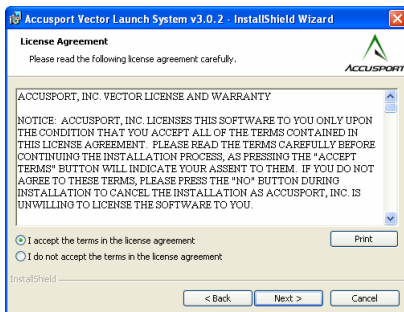 Accusport Vector Launch System v3.0.2 - InstallShield Wizard
License Agreement
Please read the following license agreement carefully.
ACCUSPORT
ACCUSPORT, INC. VECTOR LICENSE AND WARRANTY
NOTICE: ACCUSPORT, INC. LICENSES THIS SOFTWARE TO YOU ONLY UPON
THE CONDITION THAT YOU ACCEPT ALL OF THE TERMS CONTAINED IN
THIS LICENSE AGREEMENT. PLEASE READ THE TERMS CAREFULLY BEFORE
CONTINUING THE INSTALLATION PROCESS, AS PRESSING THE "ACCEPT
TERMS" BUTTON WILL INDICATE YOUR ASSENT TO THEM. IF YOU DO NOT
AGREE TO THESE TERMS, PLEASE PRESS THE "NO" BUTTON DURING
INSTALLATION TO CANCEL THE INSTALLATION AS ACCUSPORT, INC. IS
UNWILLING TO LICENSE THE SOFTWARE TO YOU.
I accept the terms in the license agreement
Print
I do not accept the terms in the license agreement
InstallShield
< Back
Next >
Cancel